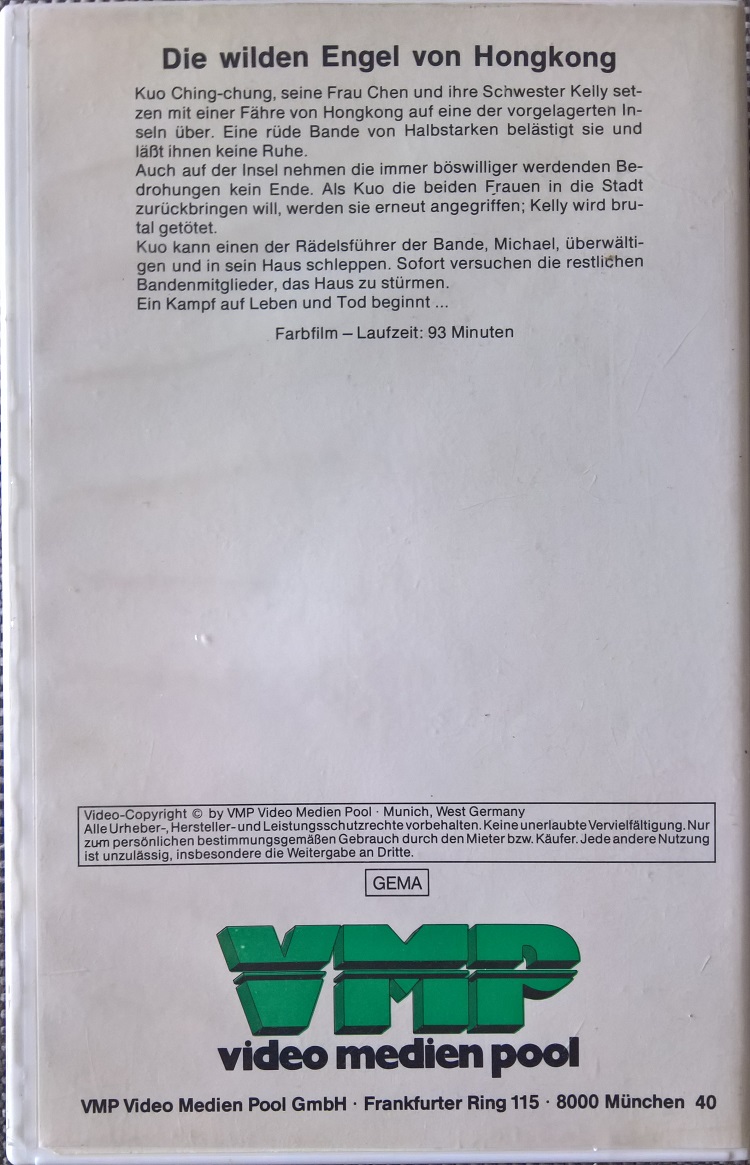 Die wilden Engel von Hongkong
Kuo Ching-chung, seine Frau Chen und ihre Schwester Kelly set-
zen mit einer Fähre von Hongkong auf eine der vorgelagerten In-
seln über. Eine rüde Bande von Halbstarken belästigt sie und
läßt ihnen keine Ruhe.
Auch auf der Insel nehmen die immer böswilliger werdenden Be-
drohungen kein Ende. Als Kuo die beiden Frauen in die Stadt
zurückbringen will, werden sie erneut angegriffen; Kelly wird bru-
tal getötet.
Kuo kann einen der Rädelsführer der Bande, Michael, überwälti-
gen und in sein Haus schleppen. Sofort versuchen die restlichen
Bandenmitglieder, das Haus zu stürmen.
Ein Kampf auf Leben und Tod beginnt ...
Farbfilm – Laufzeit: 93 Minuten
Video-Copyright © by VMP Video Medien Pool · Munich, West Germany
Alle Urheber-, Hersteller- und Leistungsschutzrechte vorbehalten. Keine unerlaubte Vervielfältigung. Nur
zum persönlichen bestimmungsgemäßen Gebrauch durch den Mieter bzw. Käufer. Jede andere Nutzung
ist unzulässig, insbesondere die Weitergabe an Dritte.
GEMA
VMP
video medien pool
VMP Video Medien Pool GmbH · Frankfurter Ring 115 · 8000 München 40